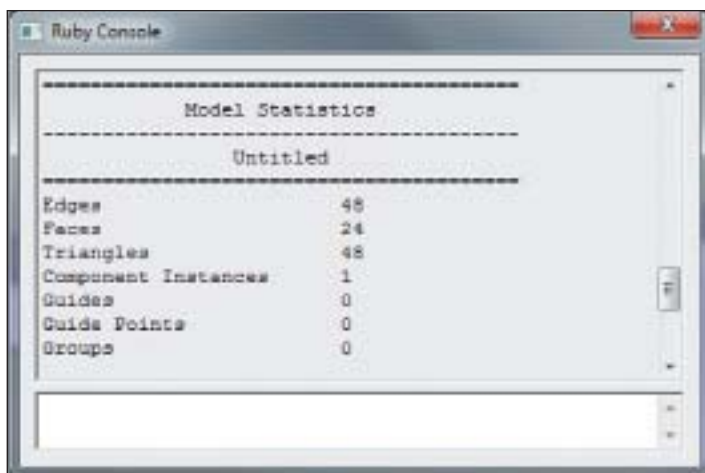 Ruby Console
========================================
Model Statistics
----------------------------------------
Untitled
========================================
Edges 48
Faces 24
Triangles 48
Component Instances 1
Guides 0
Guide Points 0
Groups 0